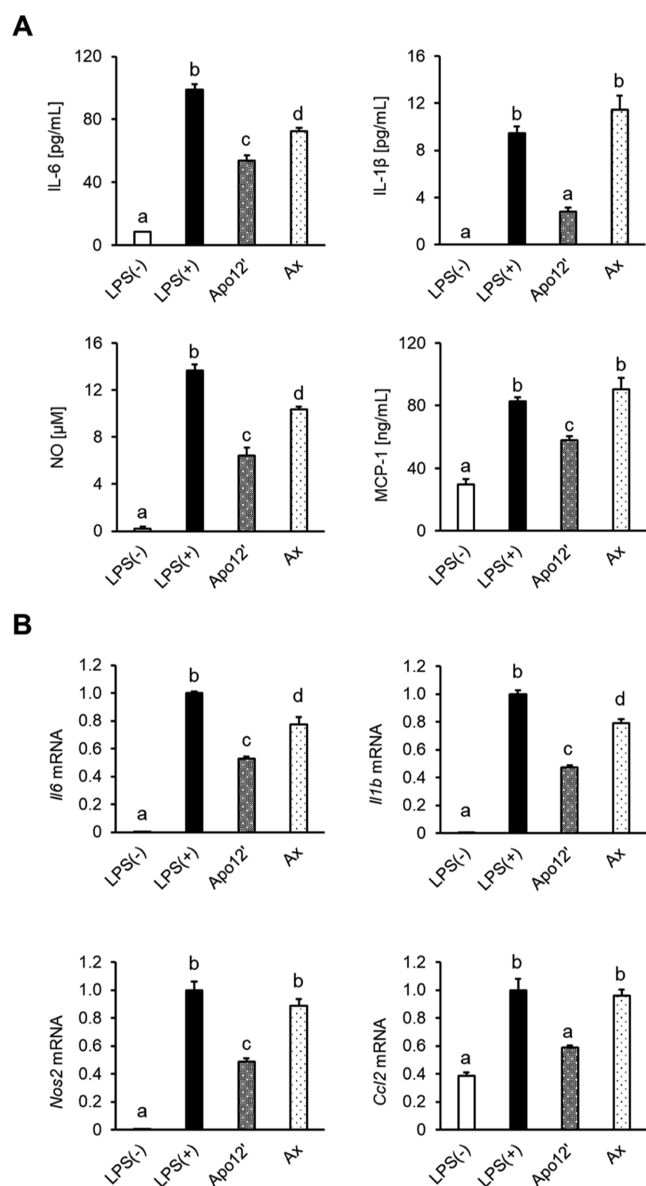 A
IL-6 [pg/mL]
120
80
40
0
a
b
c
d
LPS(-)
LPS(+)
Apo12'
Ax
IL-1β [pg/mL]
16
12
8
4
0
a
b
a
b
LPS(-)
LPS(+)
Apo12'
Ax
NO [µM]
16
12
8
4
0
a
b
c
d
LPS(-)
LPS(+)
Apo12'
Ax
MCP-1 [ng/mL]
120
80
40
0
a
b
c
b
LPS(-)
LPS(+)
Apo12'
Ax
B
Il6 mRNA
1.2
1.0
0.8
0.6
0.4
0.2
0
a
b
c
d
LPS(-)
LPS(+)
Apo12'
Ax
Il1b mRNA
1.2
1.0
0.8
0.6
0.4
0.2
0
a
b
c
d
LPS(-)
LPS(+)
Apo12'
Ax
Nos2 mRNA
1.2
1.0
0.8
0.6
0.4
0.2
0
a
b
c
b
LPS(-)
LPS(+)
Apo12'
Ax
Ccl2 mRNA
1.2
1.0
0.8
0.6
0.4
0.2
0
a
b
a
b
LPS(-)
LPS(+)
Apo12'
Ax